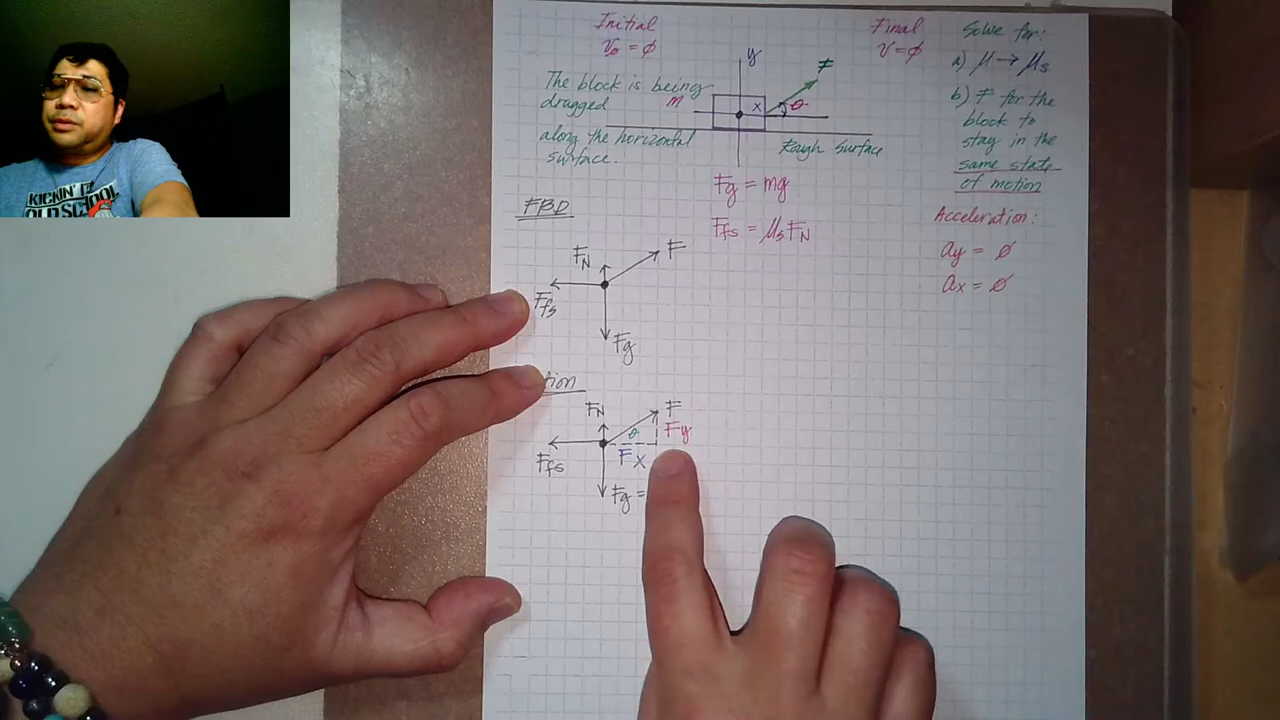 KICKIN' IT
OLD SCHOOL
Initial
v₀ = ϕ
Final
v = ϕ
Solve for:
a) μ → μs
b) F for the
block to
stay in the
same state
of motion
The block is being
dragged
along the horizontal
surface.
m
y
x
F
θ
Rough Surface
Fg = mg
Ffs = μsFN
Acceleration:
ay = ϕ
ax = ϕ
FBD
FN
F
Ffs
Fg
tion
FN
F
Fy
θ
Fx
Ffs
Fg =